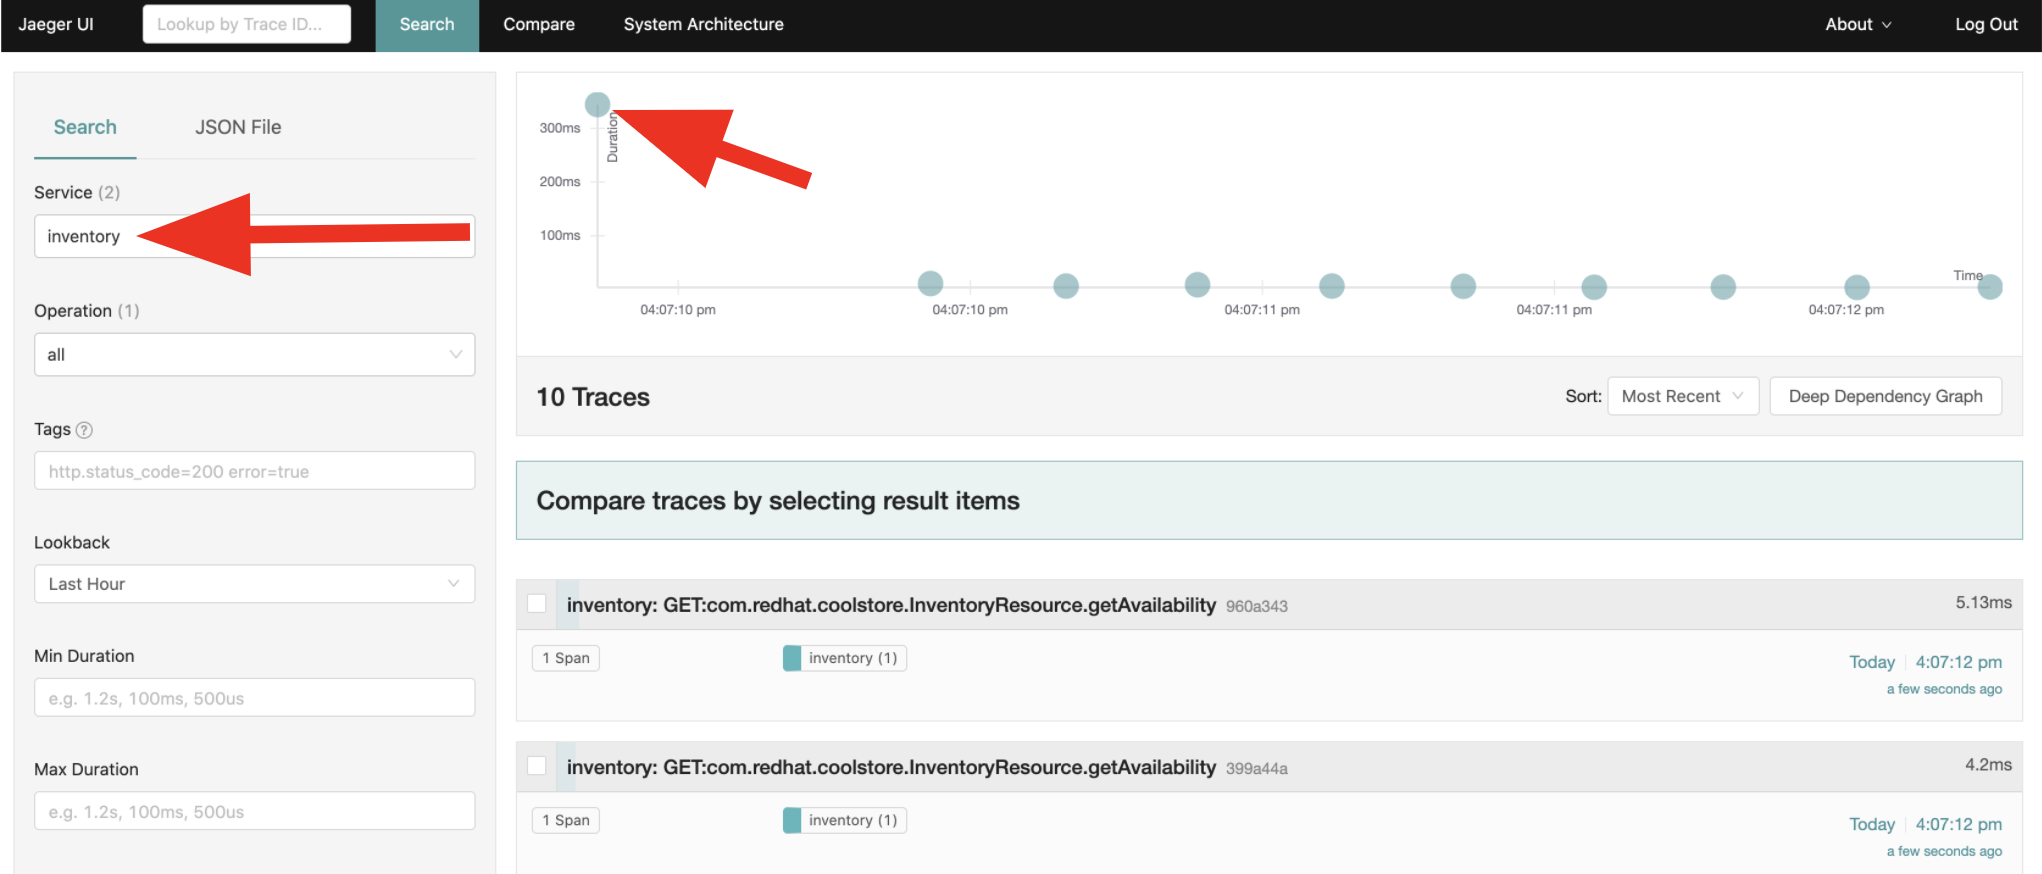 Jaeger UI
Lookup by Trace ID...
Search
Compare
System Architecture
About
Log Out
Search
JSON File
Service (2)
inventory
Operation (1)
all
Tags ?
http.status_code=200 error=true
Lookback
Last Hour
Min Duration
e.g. 1.2s, 100ms, 500us
Max Duration
e.g. 1.2s, 100ms, 500us
300ms
200ms
100ms
Duration
Time
04:07:10 pm
04:07:10 pm
04:07:11 pm
04:07:11 pm
04:07:12 pm
10 Traces
Sort:
Most Recent
Deep Dependency Graph
Compare traces by selecting result items
inventory: GET:com.redhat.coolstore.InventoryResource.getAvailability 960a343
5.13ms
1 Span
inventory (1)
Today
4:07:12 pm
a few seconds ago
inventory: GET:com.redhat.coolstore.InventoryResource.getAvailability 399a44a
4.2ms
1 Span
inventory (1)
Today
4:07:12 pm
a few seconds ago